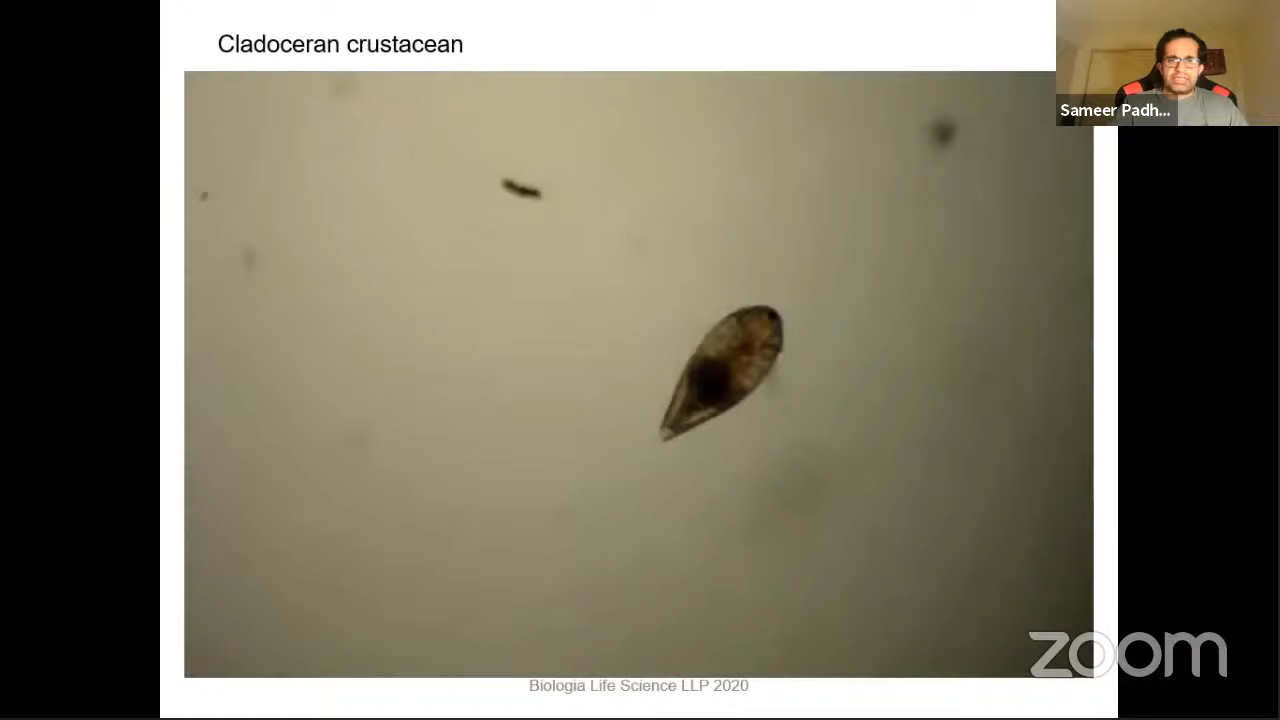 Cladoceran crustacean
Sameer Padh...
zoom
Biologia Life Science LLP 2020